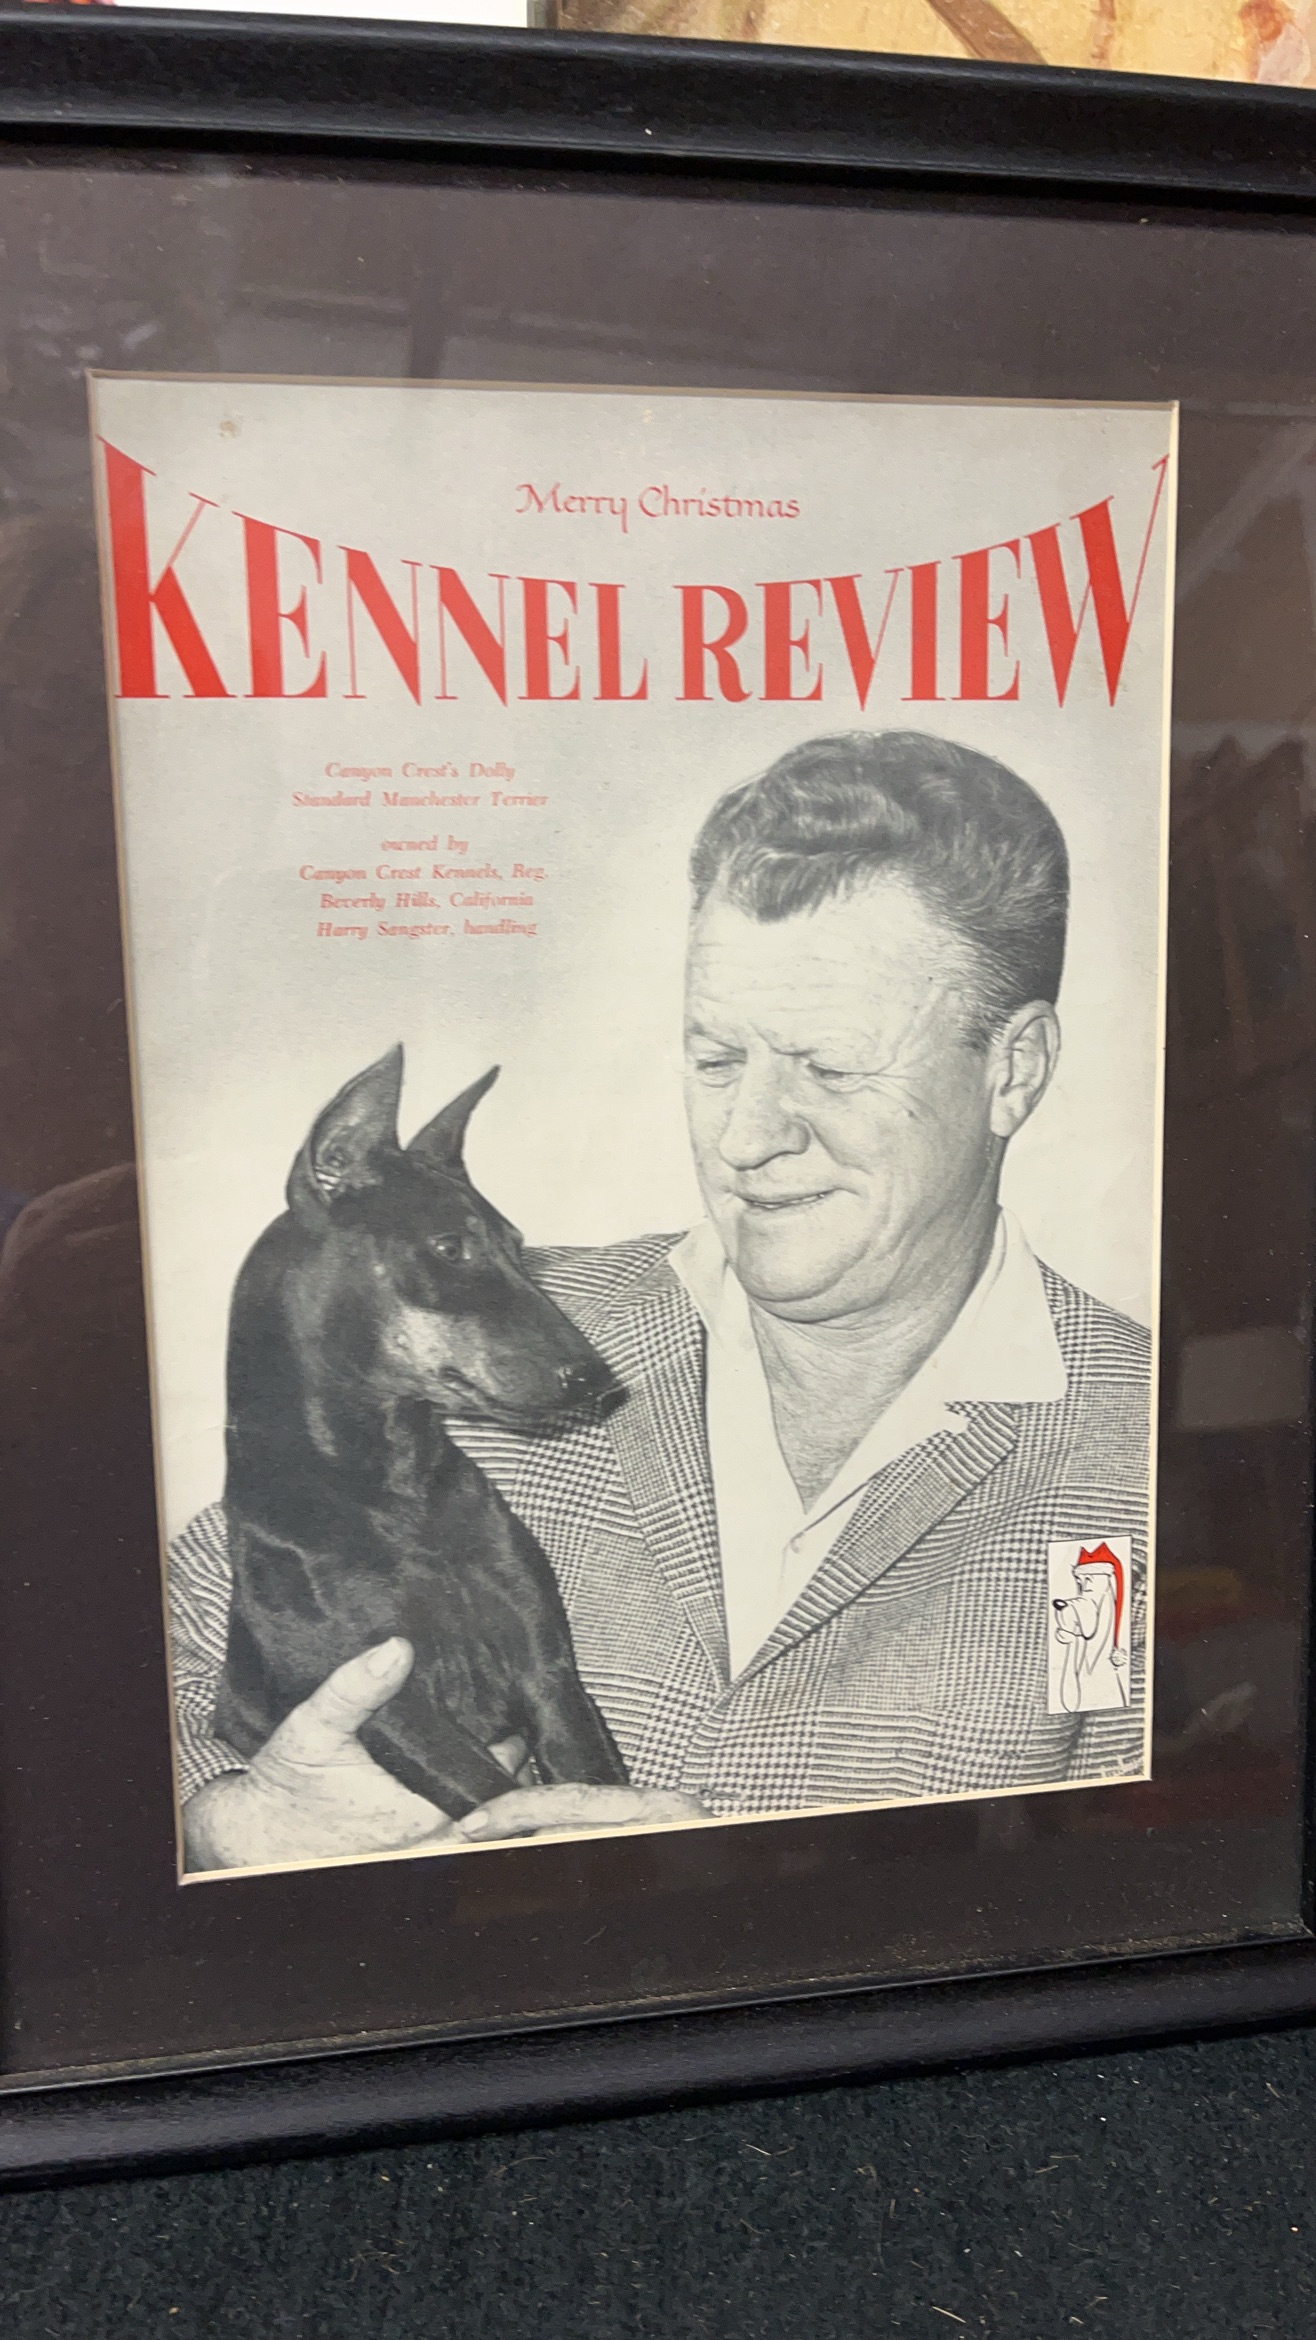 Merry Christmas
KENNEL REVIEW
Canyon Crest's Dolly
Standard Manchester Terrier
owned by
Canyon Crest Kennels, Reg.
Beverly Hills, California
Harry Sangster, handling